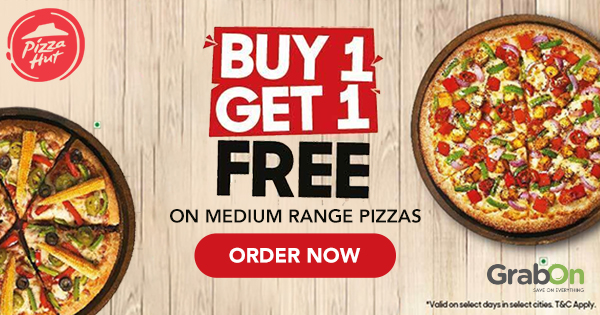 Pizza
Hut
BUY 1
GET 1
FREE
ON MEDIUM RANGE PIZZAS
ORDER NOW
GrabOn
SAVE ON EVERYTHING
*Valid on select days in select cities. T&C Apply.